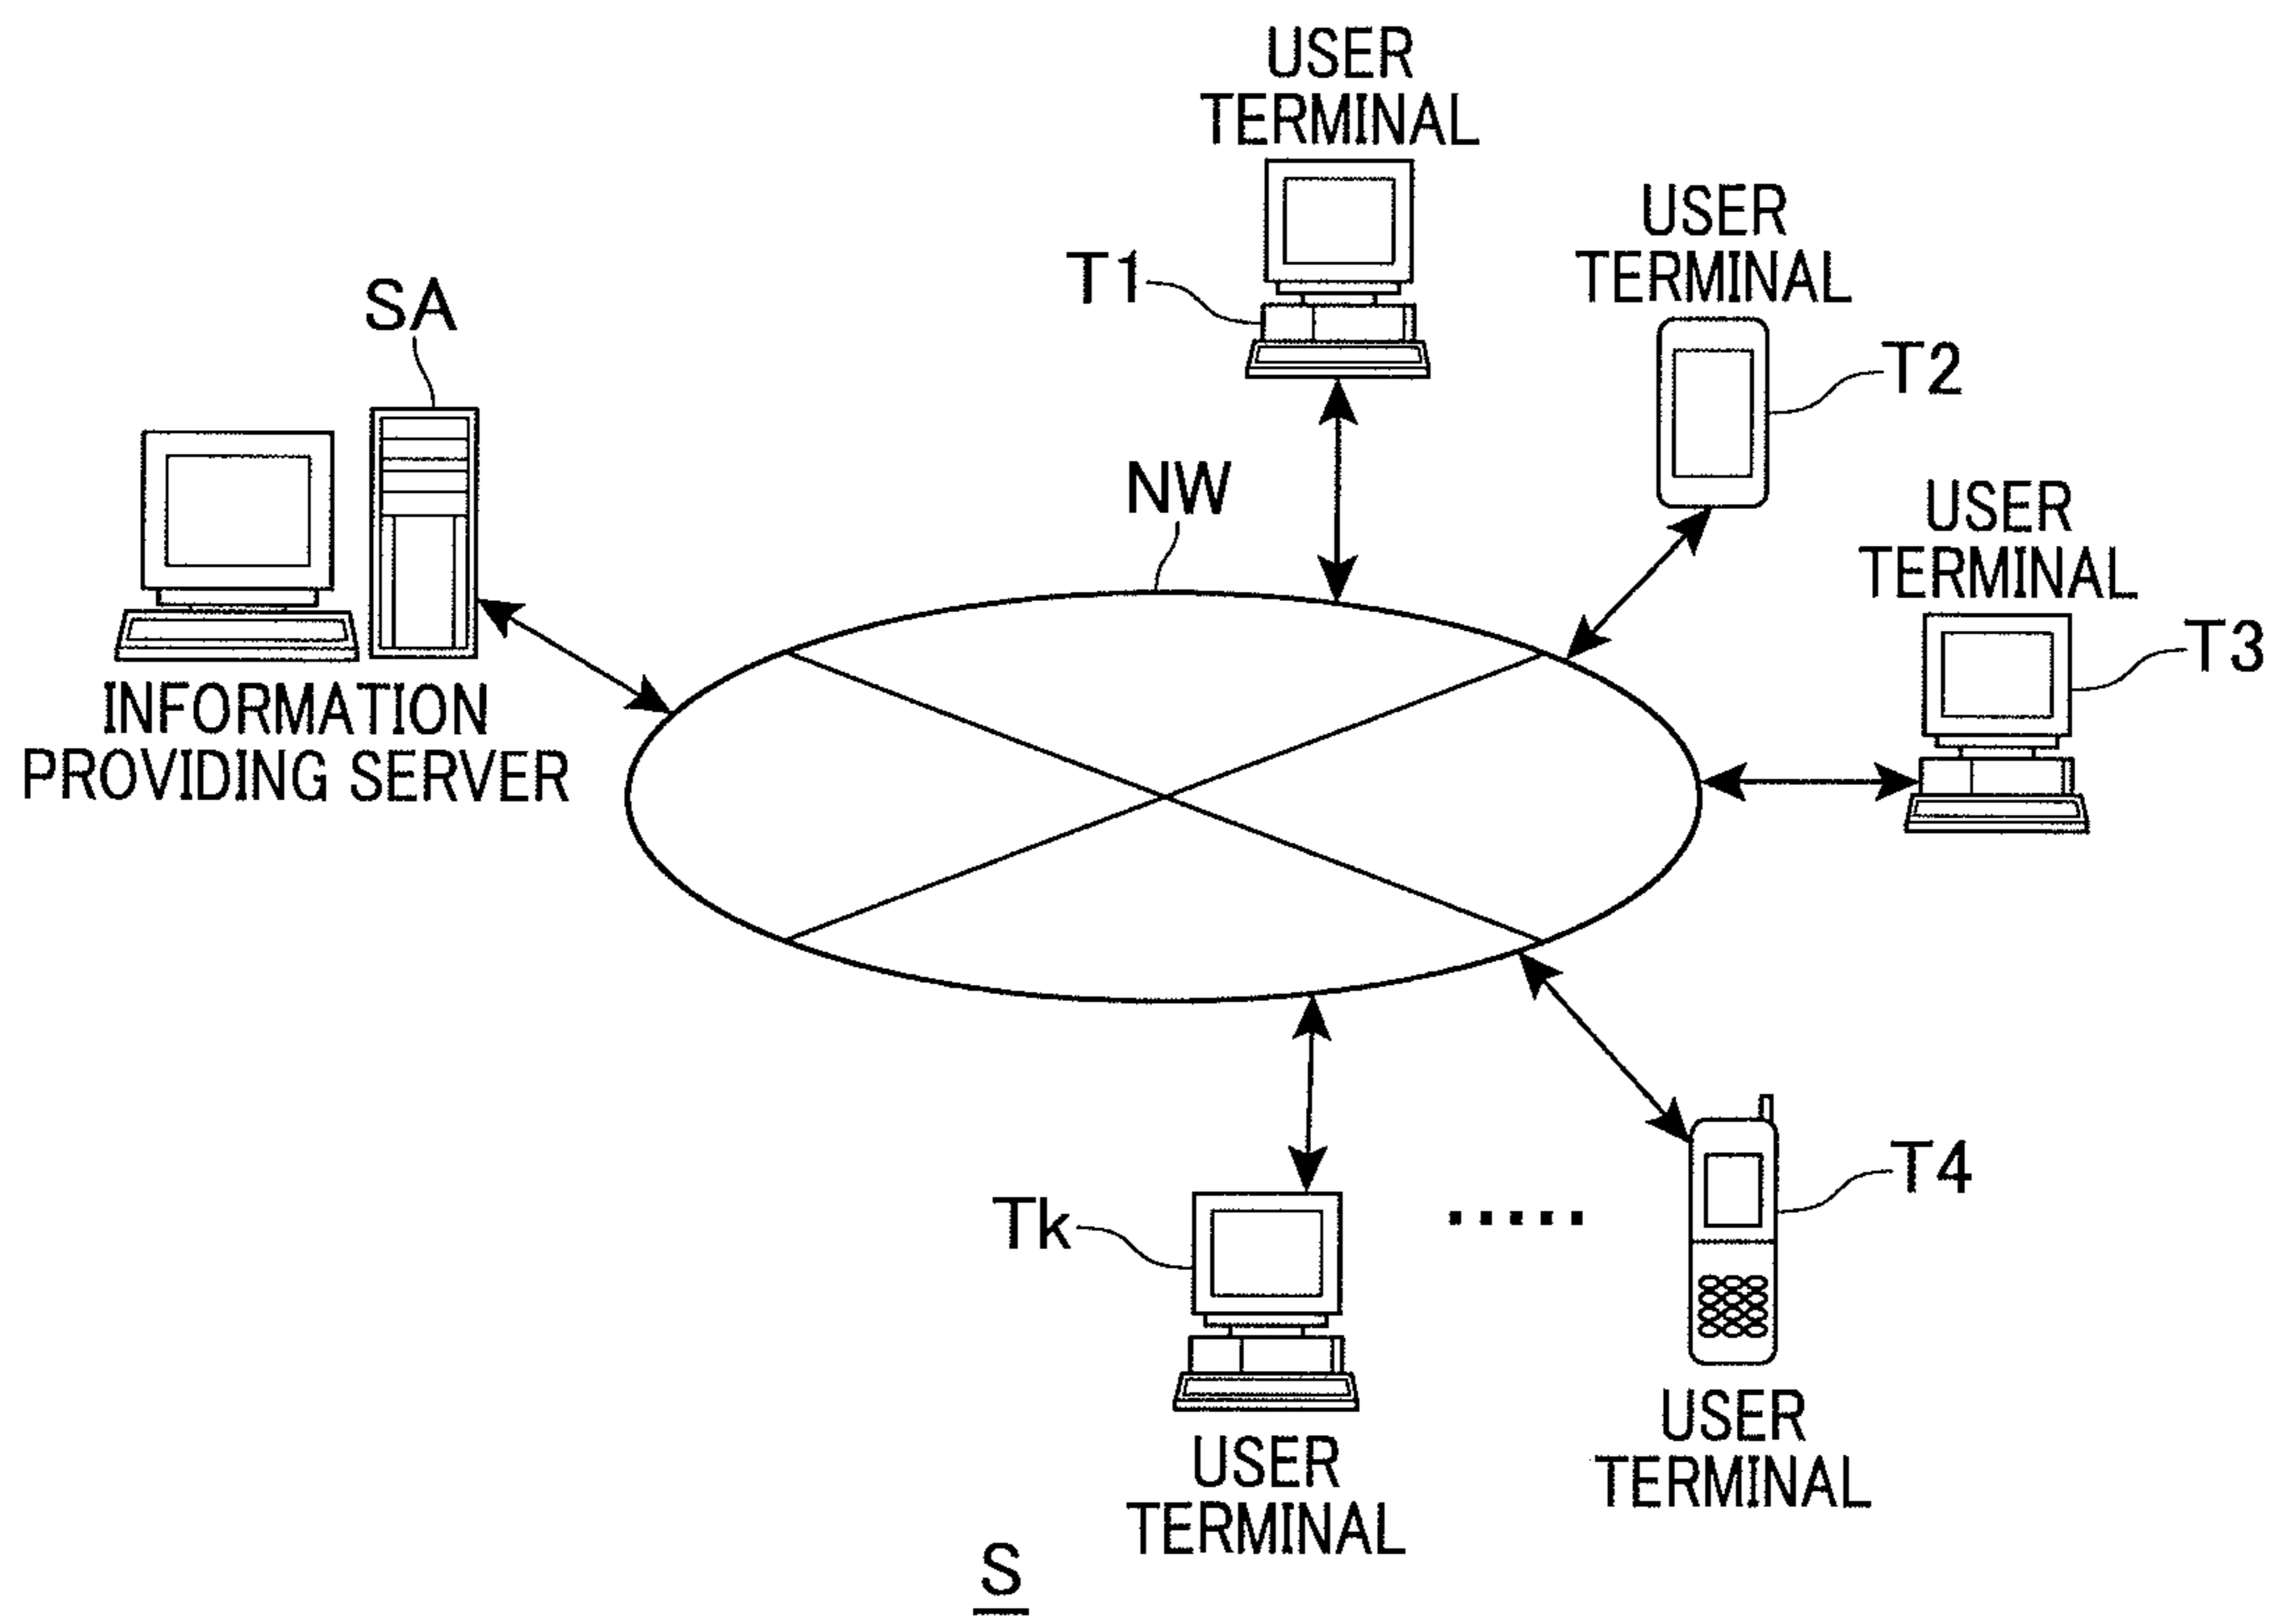 USER
TERMINAL
T1
USER
TERMINAL
T2
SA
NW
USER
TERMINAL
T3
INFORMATION
PROVIDING SERVER
Tk
.....
T4
USER
TERMINAL
USER
TERMINAL
S